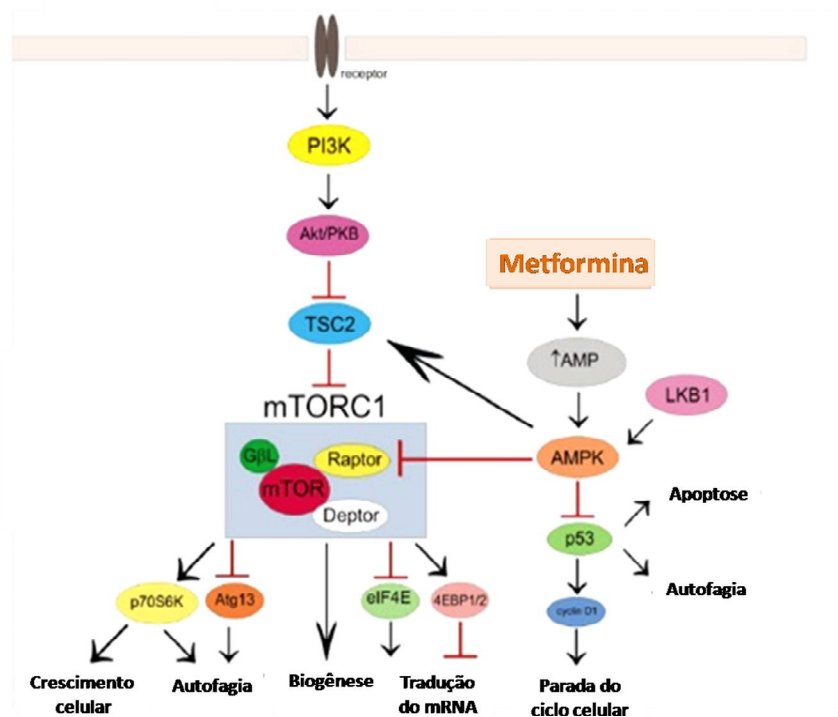 receptor
PI3K
Akt/PKB
Metformina
TSC2
↑AMP
LKB1
mTORC1
GβL
Raptor
AMPK
mTOR
Apoptose
Deptor
p53
p70S6K
Atg13
eIF4E
4EBP1/2
Autofagia
cyclin D1
Crescimento
celular
Autofagia
Biogênese
Tradução
do mRNA
Parada do
ciclo celular